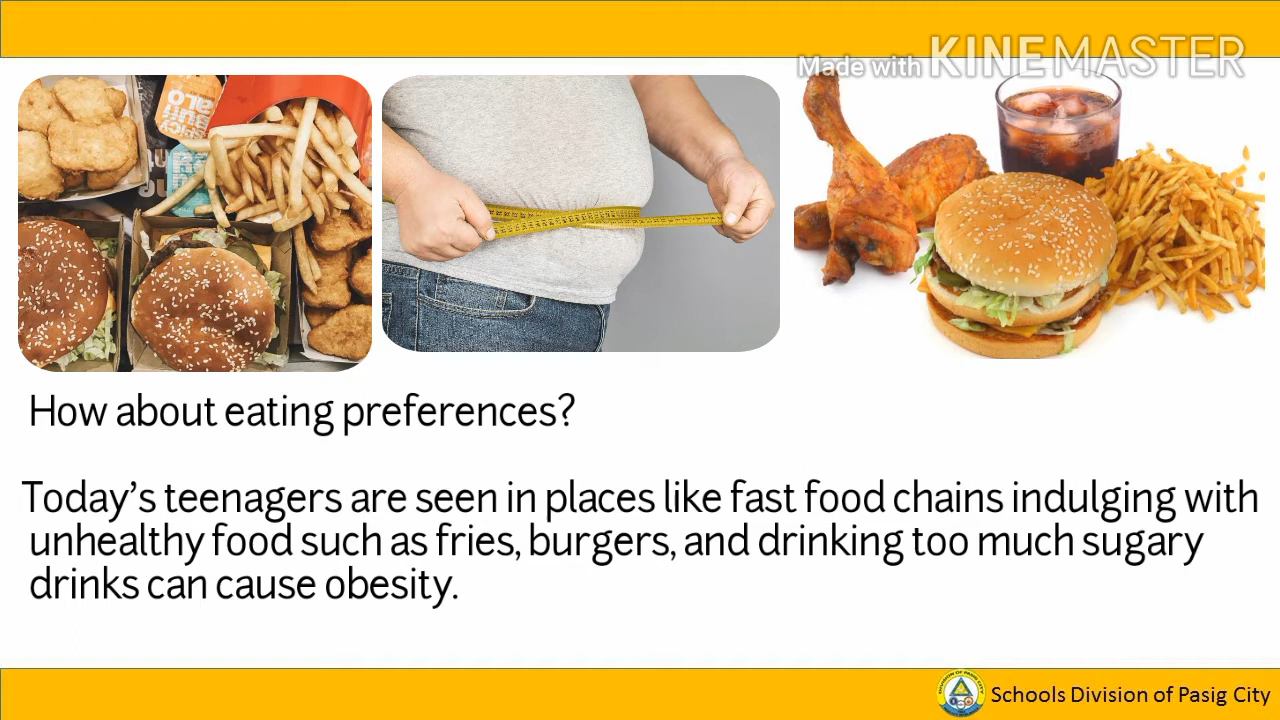 Made with KINEMASTER
How about eating preferences?
Today's teenagers are seen in places like fast food chains indulging with
unhealthy food such as fries, burgers, and drinking too much sugary
drinks can cause obesity.
Schools Division of Pasig City